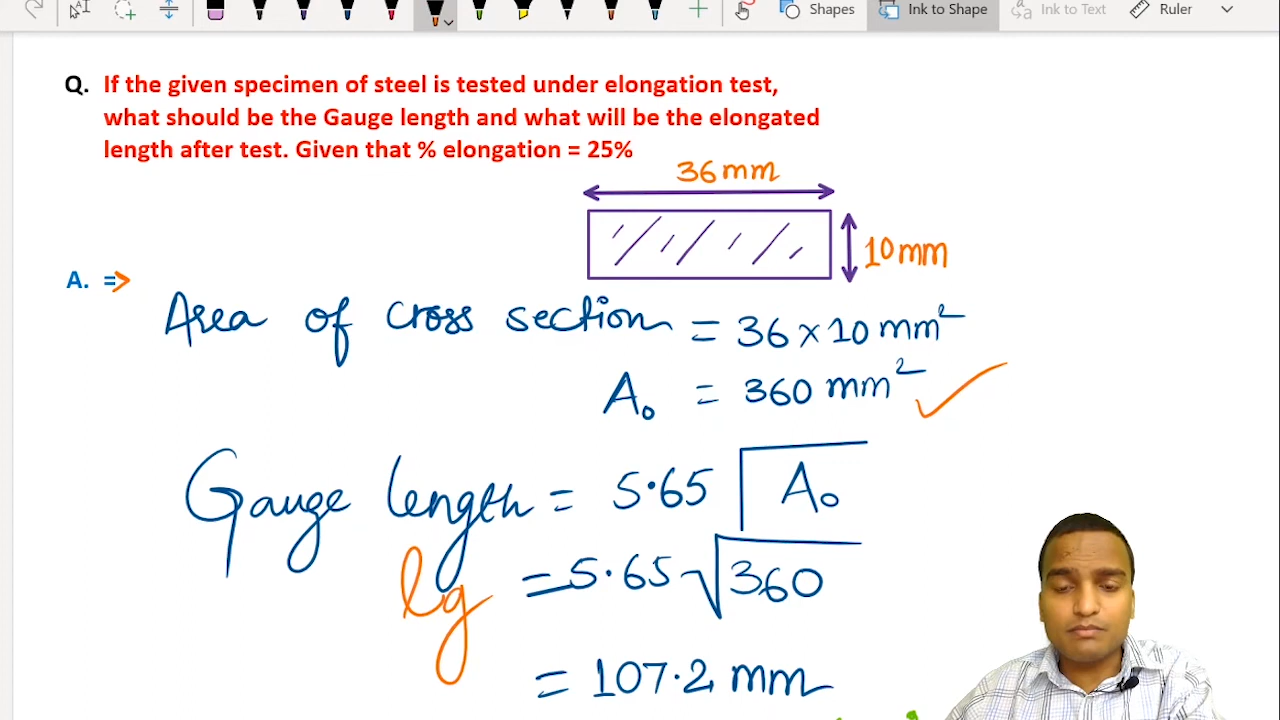 Shapes Ink to Shape Ink to Text Ruler
Q. If the given specimen of steel is tested under elongation test,
what should be the Gauge length and what will be the elongated
length after test. Given that % elongation = 25%
36 mm
10 mm
A. =>
Area of cross section = 36 x 10 mm²
A₀ = 360 mm²
Gauge length = 5.65 √A₀
lg = 5.65 √360
= 107.2 mm